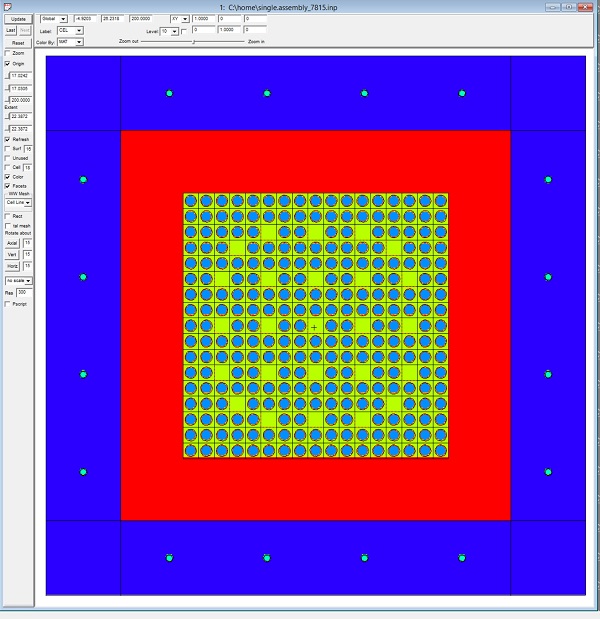 1: C:\home\single.assembly_7815.inp
Update
Global -4.9203 25.2316 200.0000 XY 1.0000 0 0
Last Next
Label: CEL Level: 10 0 1.0000 0
Reset
Color By: MAT Zoom out Zoom in
Zoom
Origin
17.0242
17.0305
200.0000
Extent
22.3872
22.3872
Refresh
Surf 15
Unused
Cell 15
Color
Facets
WW Mesh
Cell Line
Rect
tal mesh
Rotate about
Axial 15
Vert 15
Horiz 15
no scale
Res 300
Pscript